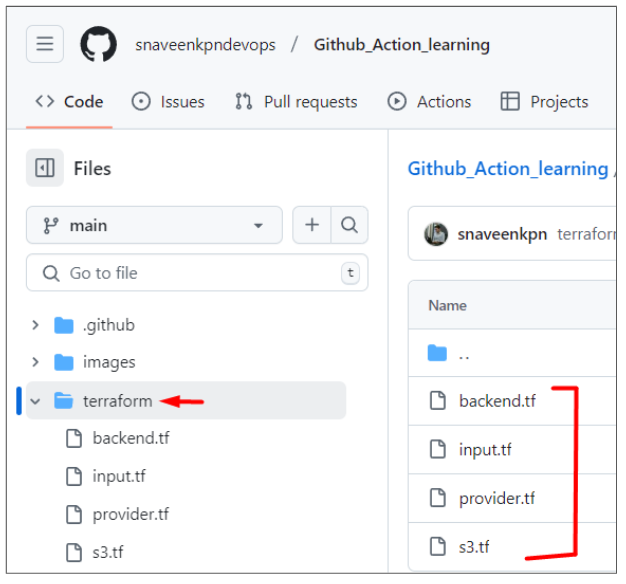 snaveenkpndevops / Github_Action_learning
Code Issues Pull requests Actions Projects
Files
main
Go to file t
.github
images
terraform
backend.tf
input.tf
provider.tf
s3.tf
Github_Action_learning /
snaveenkpn
Name
..
backend.tf
input.tf
provider.tf
s3.tf